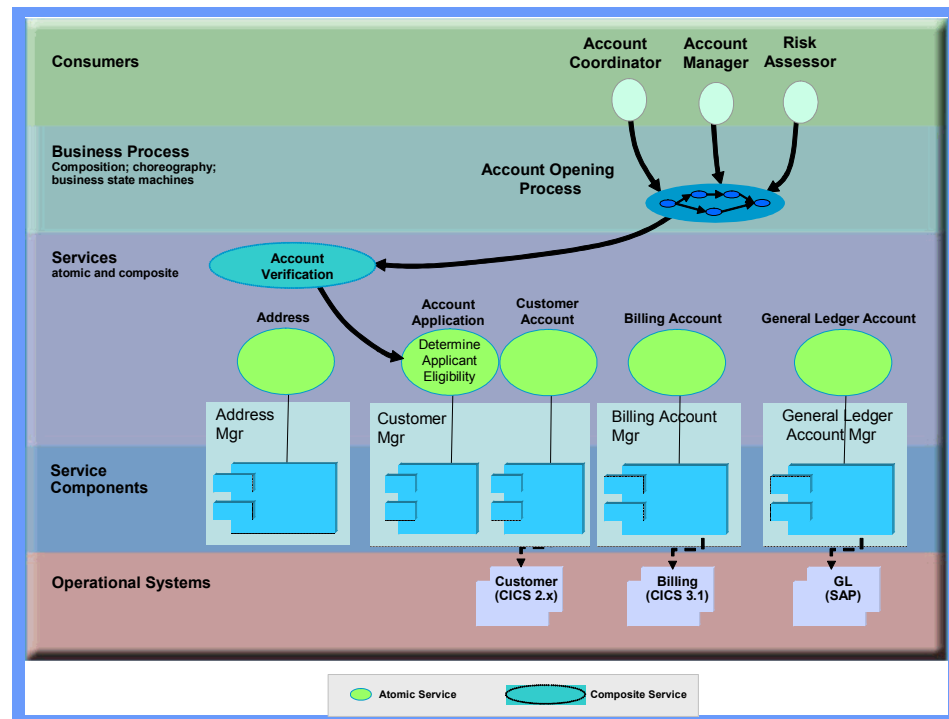 Consumers
Account
Coordinator
Account
Manager
Risk
Assessor
Business Process
Composition; choreography;
business state machines
Account Opening
Process
Services
atomic and composite
Account
Verification
Address
Account
Application
Customer
Account
Billing Account
General Ledger Account
Determine
Applicant
Eligibility
Address
Mgr
Customer
Mgr
Billing Account
Mgr
General Ledger
Account Mgr
Service
Components
Operational Systems
Customer
(CICS 2.x)
Billing
(CICS 3.1)
GL
(SAP)
Atomic Service
Composite Service